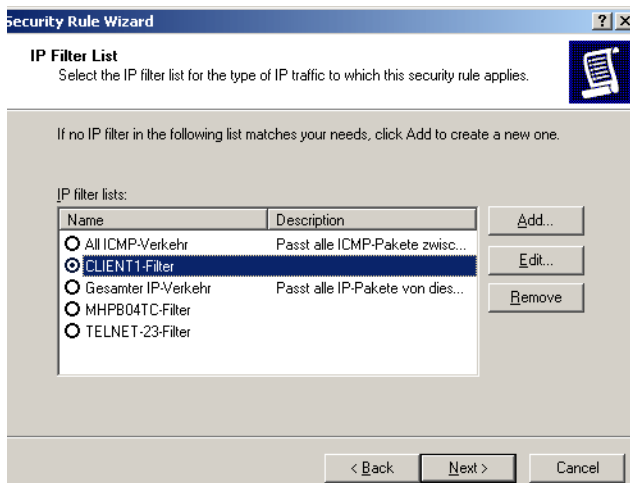 Security Rule Wizard
IP Filter List
Select the IP filter list for the type of IP traffic to which this security rule applies.
If no IP filter in the following list matches your needs, click Add to create a new one.
IP filter lists:
Name Description
All ICMP-Verkehr Passt alle ICMP-Pakete zwisc...
CLIENT1-Filter
Gesamter IP-Verkehr Passt alle IP-Pakete von dies...
MHPB04TC-Filter
TELNET-23-Filter
Add...
Edit...
Remove
< Back Next > Cancel